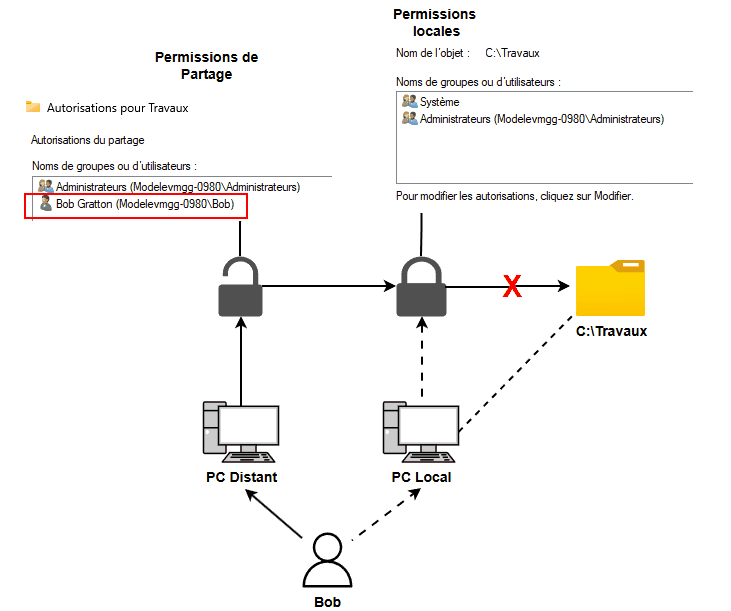 Permissions
locales
Nom de l'objet : C:\Travaux
Permissions de
Partage
Noms de groupes ou d'utilisateurs :
Système
Administrateurs (Modelevmgg-0980\Administrateurs)
Autorisations pour Travaux
Autorisations du partage
Noms de groupes ou d'utilisateurs :
Administrateurs (Modelevmgg-0980\Administrateurs)
Bob Gratton (Modelevmgg-0980\Bob)
Pour modifier les autorisations, cliquez sur Modifier.
X
C:\Travaux
PC Distant
PC Local
Bob